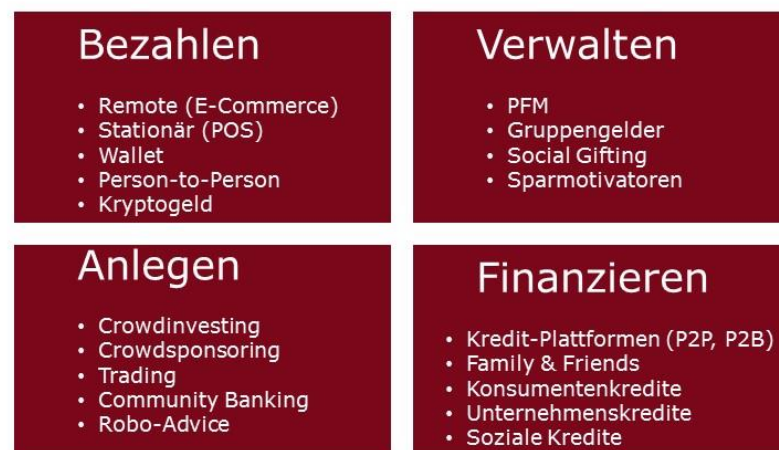 Bezahlen
• Remote (E-Commerce)
• Stationär (POS)
• Wallet
• Person-to-Person
• Kryptogeld
Verwalten
• PFM
• Gruppengelder
• Social Gifting
• Sparmotivatoren
Anlegen
• Crowdinvesting
• Crowdsponsoring
• Trading
• Community Banking
• Robo-Advice
Finanzieren
• Kredit-Plattformen (P2P, P2B)
• Family & Friends
• Konsumentenkredite
• Unternehmenskredite
• Soziale Kredite